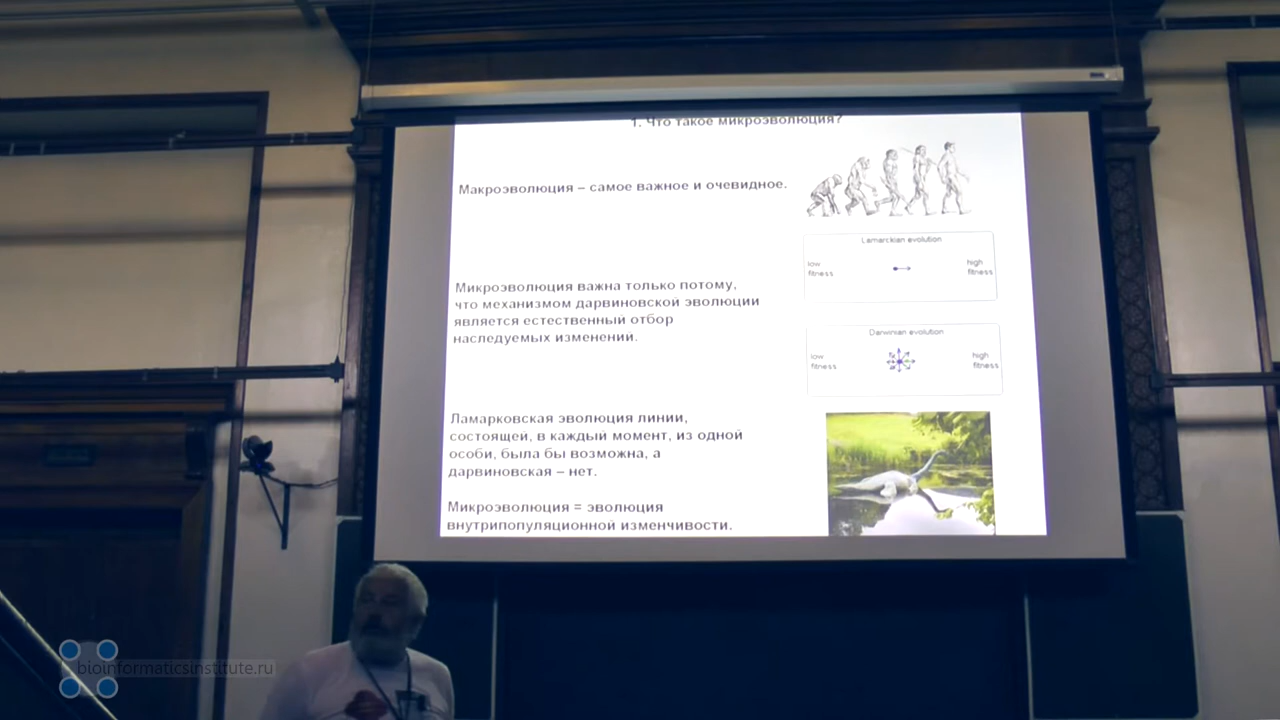 1. Что такое микроэволюция?
Макроэволюция – самое важное и очевидное.
Lamarckian evolution
low
fitness
high
fitness
Микроэволюция важна только потому,
что механизмом дарвиновской эволюции
является естественный отбор
наследуемых изменений.
Darwinian evolution
low
fitness
high
fitness
Ламарковская эволюция линии,
состоящей, в каждый момент, из одной
особи, была бы возможна, а
дарвиновская – нет.
Микроэволюция = эволюция
внутрипопуляционной изменчивости.
bioinformaticsinstitute.ru